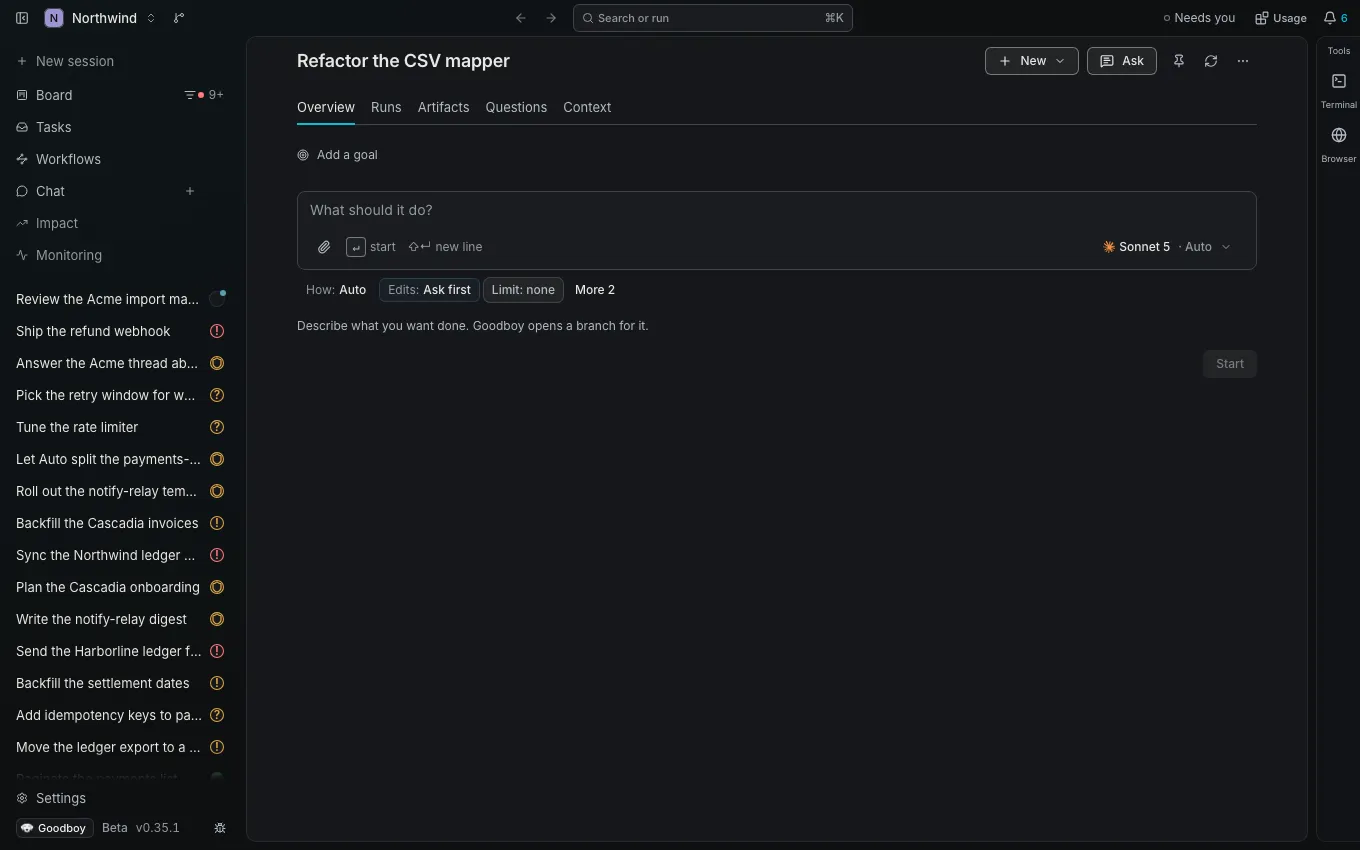 N Northwind
Search or run ⌘K
Needs you
Usage
6
New session
Board 9+
Tasks
Workflows
Chat
Impact
Monitoring
Review the Acme import ma...
Ship the refund webhook
Answer the Acme thread ab...
Pick the retry window for w...
Tune the rate limiter
Let Auto split the payments-...
Roll out the notify-relay tem...
Backfill the Cascadia invoices
Sync the Northwind ledger ...
Plan the Cascadia onboarding
Write the notify-relay digest
Send the Harborline ledger f...
Backfill the settlement dates
Add idempotency keys to pa...
Move the ledger export to a ...
Paginate the payments list
Settings
Goodboy Beta v0.35.1
Refactor the CSV mapper
New
Ask
Overview Runs Artifacts Questions Context
Add a goal
What should it do?
start new line
Sonnet 5 · Auto
How: Auto Edits: Ask first Limit: none More 2
Describe what you want done. Goodboy opens a branch for it.
Start
Tools
Terminal
Browser